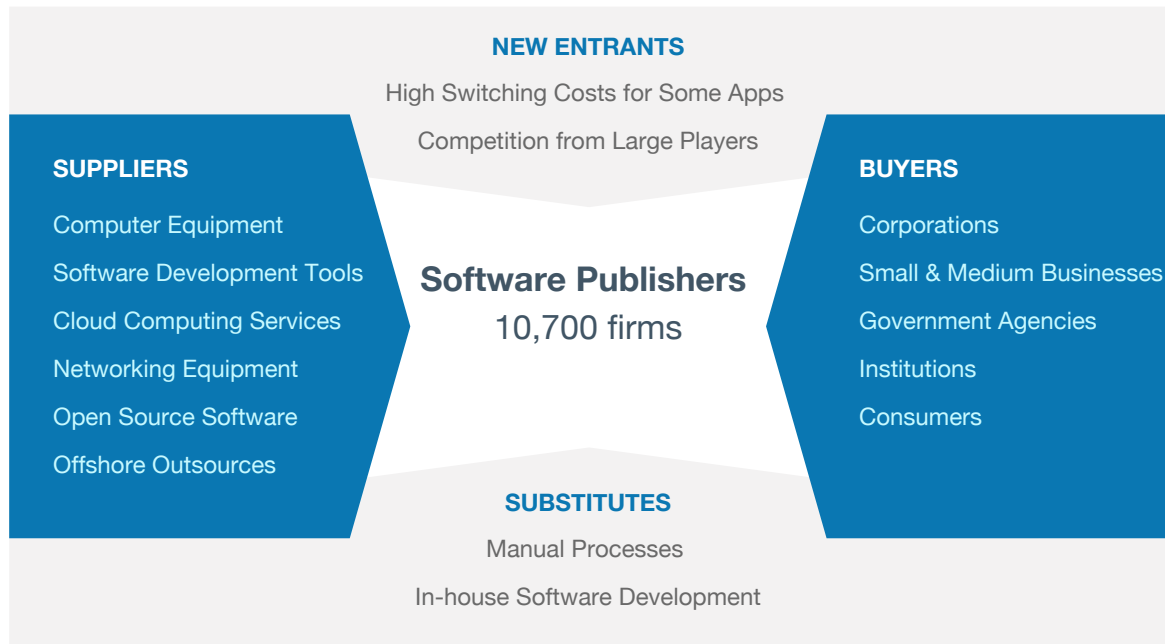 NEW ENTRANTS
High Switching Costs for Some Apps
Competition from Large Players
SUPPLIERS
Computer Equipment
Software Development Tools
Cloud Computing Services
Networking Equipment
Open Source Software
Offshore Outsources
Software Publishers
10,700 firms
BUYERS
Corporations
Small & Medium Businesses
Government Agencies
Institutions
Consumers
SUBSTITUTES
Manual Processes
In-house Software Development